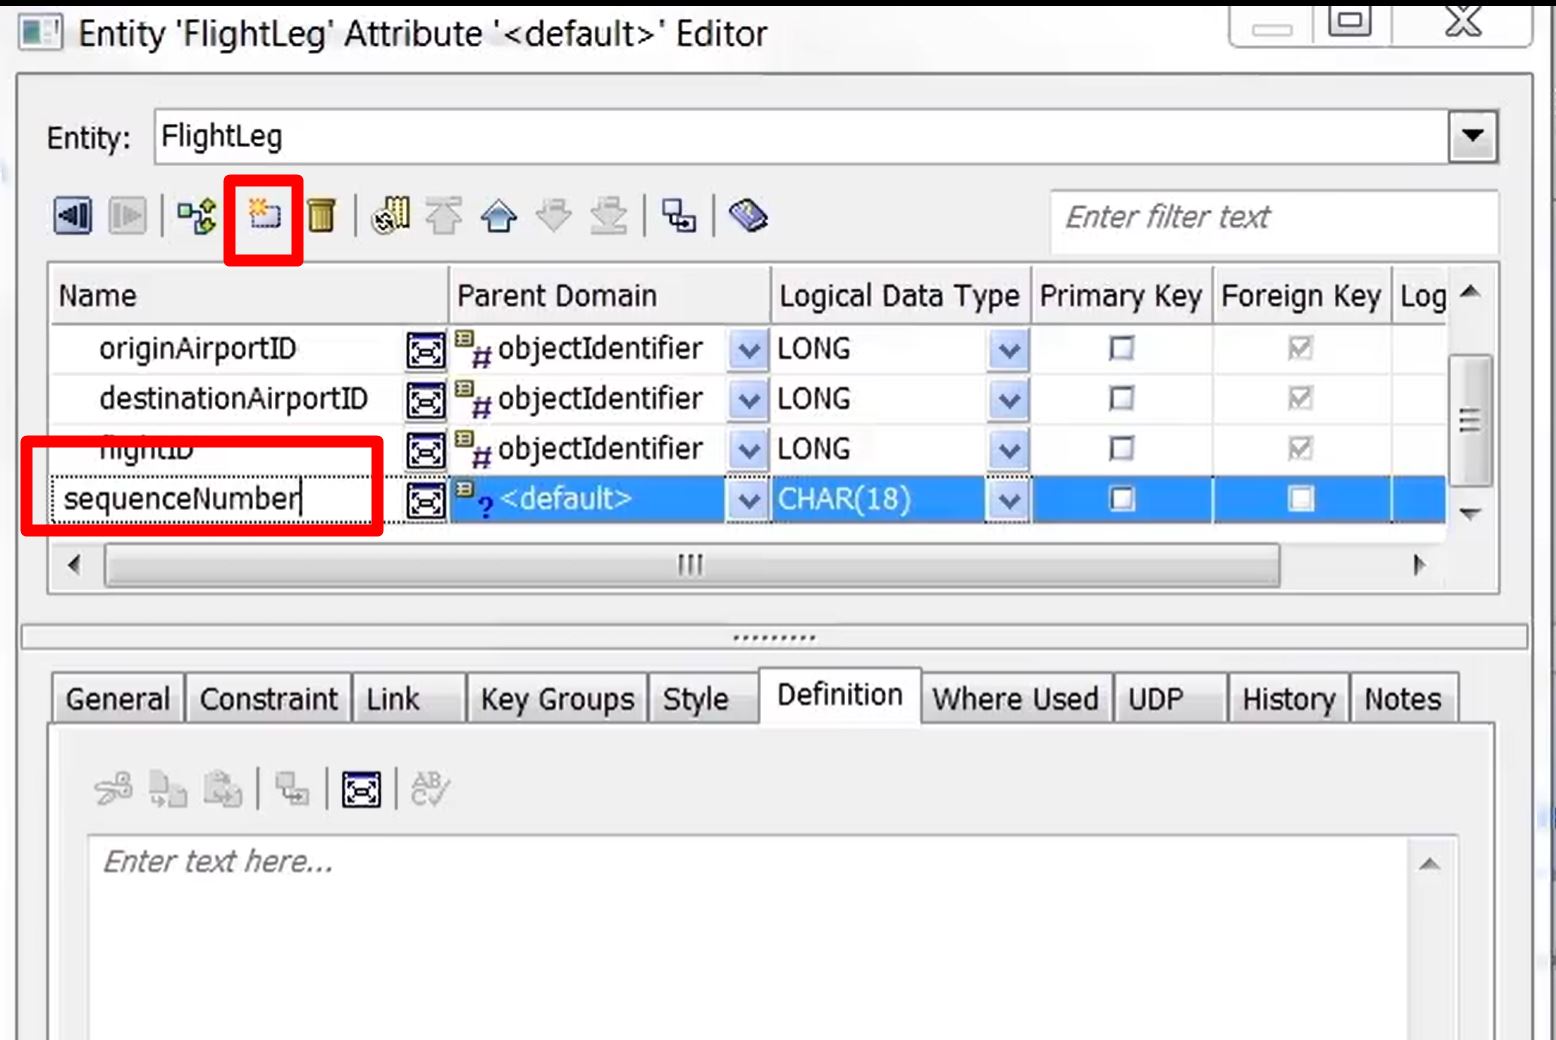 Entity 'FlightLeg' Attribute '<default>' Editor
Entity: FlightLeg
Enter filter text
Name Parent Domain Logical Data Type Primary Key Foreign Key Log
originAirportID objectIdentifier LONG
destinationAirportID objectIdentifier LONG
flightID objectIdentifier LONG
sequenceNumber <default> CHAR(18)
General Constraint Link Key Groups Style Definition Where Used UDP History Notes
Enter text here...